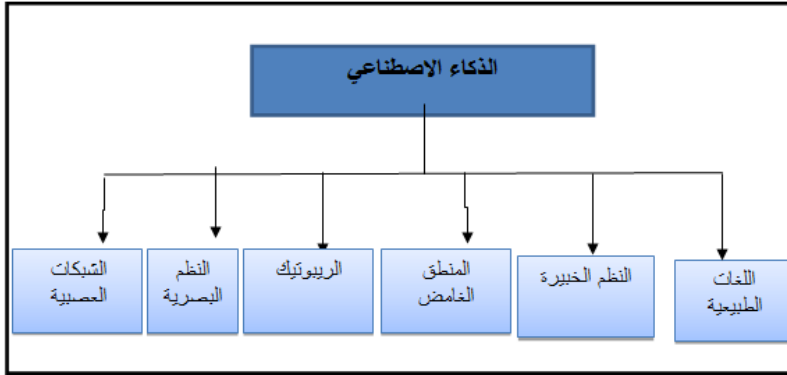 الذكاء الاصطناعي
اللغات
الطبيعية
النظم الخبيرة
المنطق
الغامض
الريبوتيك
النظم
البصرية
الشبكات
العصبية